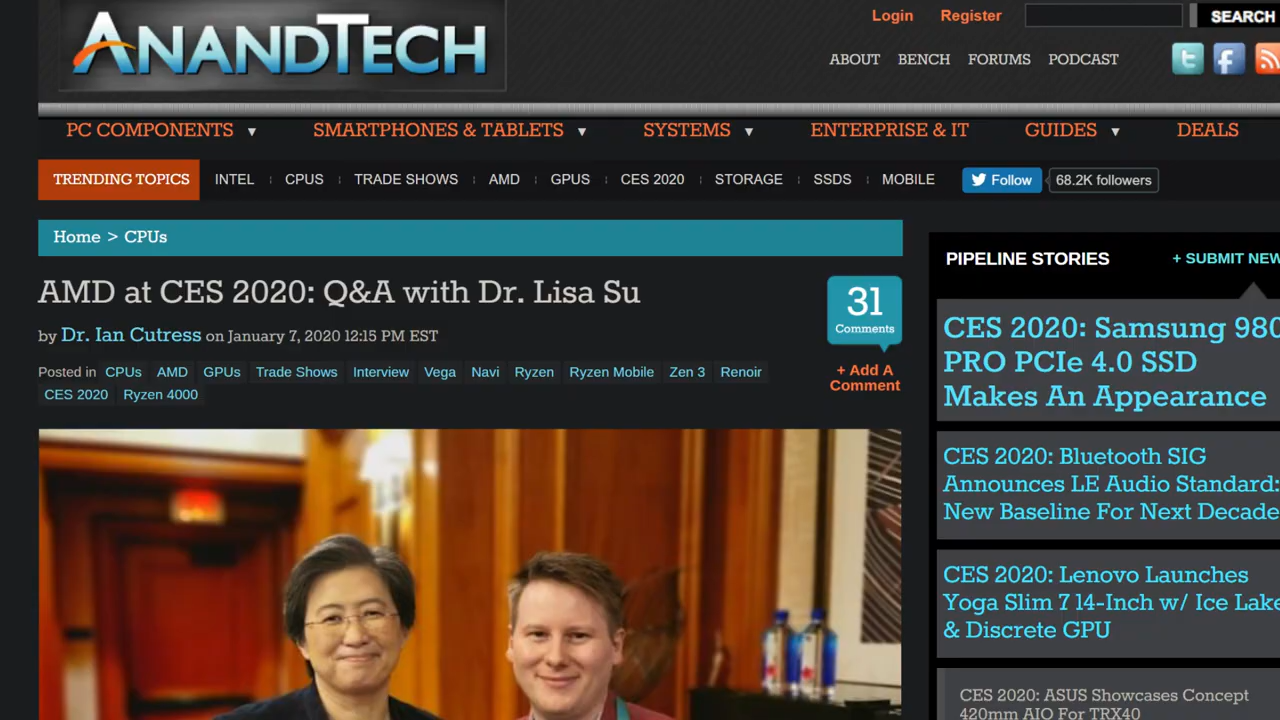 ANANDTECH
Login Register SEARCH
ABOUT BENCH FORUMS PODCAST
PC COMPONENTS ▼ SMARTPHONES & TABLETS ▼ SYSTEMS ▼ ENTERPRISE & IT GUIDES ▼ DEALS
TRENDING TOPICS INTEL CPUS TRADE SHOWS AMD GPUS CES 2020 STORAGE SSDS MOBILE Follow 68.2K followers
Home > CPUs
AMD at CES 2020: Q&A with Dr. Lisa Su
by Dr. Ian Cutress on January 7, 2020 12:15 PM EST
Posted in CPUs AMD GPUs Trade Shows Interview Vega Navi Ryzen Ryzen Mobile Zen 3 Renoir
CES 2020 Ryzen 4000
31
Comments
+ Add A
Comment
PIPELINE STORIES + SUBMIT NEW
CES 2020: Samsung 980
PRO PCIe 4.0 SSD
Makes An Appearance
CES 2020: Bluetooth SIG
Announces LE Audio Standard:
New Baseline For Next Decade
CES 2020: Lenovo Launches
Yoga Slim 7 14-Inch w/ Ice Lake
& Discrete GPU
CES 2020: ASUS Showcases Concept
420mm AIO For TRX40